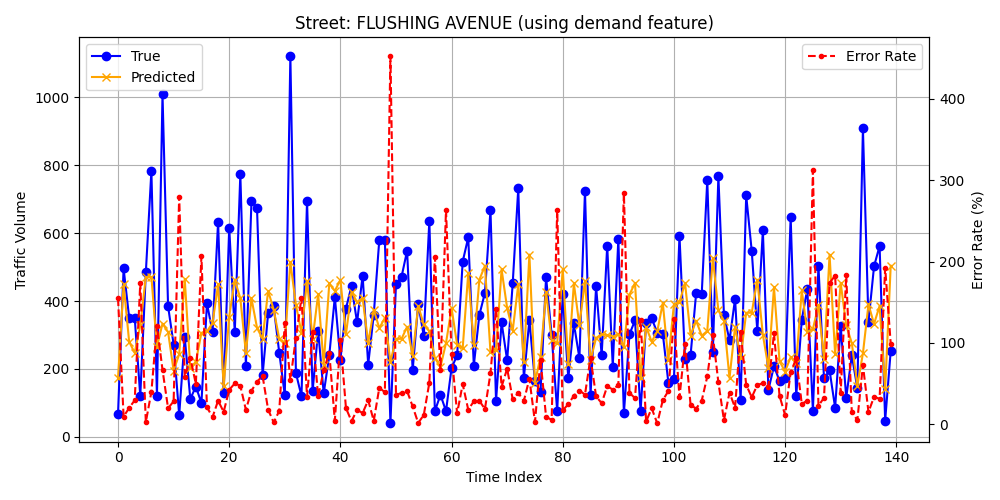 Street: FLUSHING AVENUE (using demand feature)
True
Predicted
Error Rate
Traffic Volume
1000
800
600
400
200
0
400
300
200
100
0
Error Rate (%)
0 20 40 60 80 100 120 140
Time Index